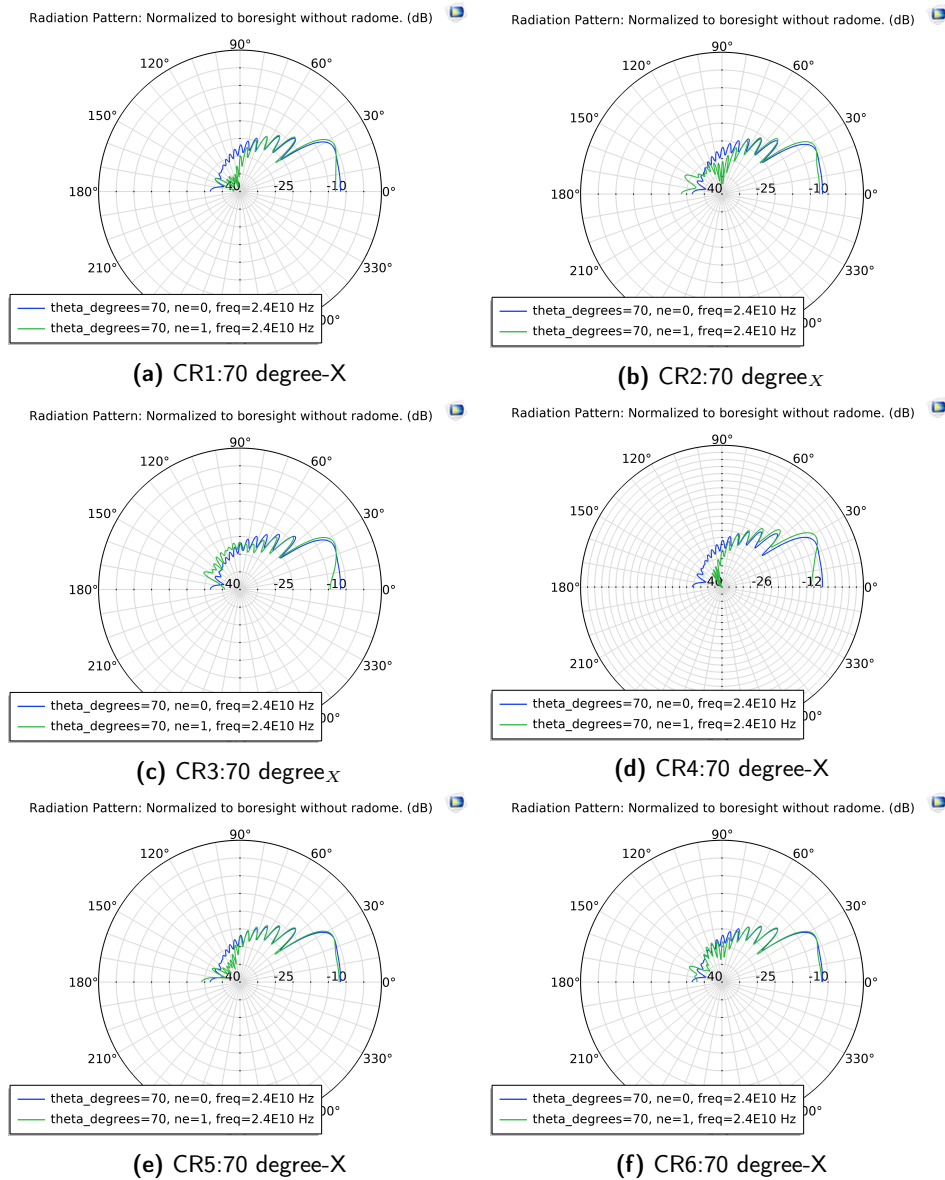 Radiation Pattern: Normalized to boresight without radome. (dB)
90°
120° 60°
150° 30°
180° -40 -25 -10 0°
210° 330°
theta_degrees=70, ne=0, freq=2.4E10 Hz
theta_degrees=70, ne=1, freq=2.4E10 Hz
00°
(a) CR1:70 degree-X
Radiation Pattern: Normalized to boresight without radome. (dB)
90°
120° 60°
150° 30°
180° 40 -25 -10 0°
210° 330°
theta_degrees=70, ne=0, freq=2.4E10 Hz
theta_degrees=70, ne=1, freq=2.4E10 Hz
00°
(b) CR2:70 degreeX
Radiation Pattern: Normalized to boresight without radome. (dB)
90°
120° 60°
150° 30°
180° -40 -25 -10 0°
210° 330°
theta_degrees=70, ne=0, freq=2.4E10 Hz
theta_degrees=70, ne=1, freq=2.4E10 Hz
00°
(c) CR3:70 degreeX
Radiation Pattern: Normalized to boresight without radome. (dB)
90°
120° 60°
150° 30°
180° 40 -26 -12 0°
210° 330°
theta_degrees=70, ne=0, freq=2.4E10 Hz
theta_degrees=70, ne=1, freq=2.4E10 Hz
00°
(d) CR4:70 degree-X
Radiation Pattern: Normalized to boresight without radome. (dB)
90°
120° 60°
150° 30°
180° -40 -25 -10 0°
210° 330°
theta_degrees=70, ne=0, freq=2.4E10 Hz
theta_degrees=70, ne=1, freq=2.4E10 Hz
00°
(e) CR5:70 degree-X
Radiation Pattern: Normalized to boresight without radome. (dB)
90°
120° 60°
150° 30°
180° -40 -25 -10 0°
210° 330°
theta_degrees=70, ne=0, freq=2.4E10 Hz
theta_degrees=70, ne=1, freq=2.4E10 Hz
00°
(f) CR6:70 degree-X